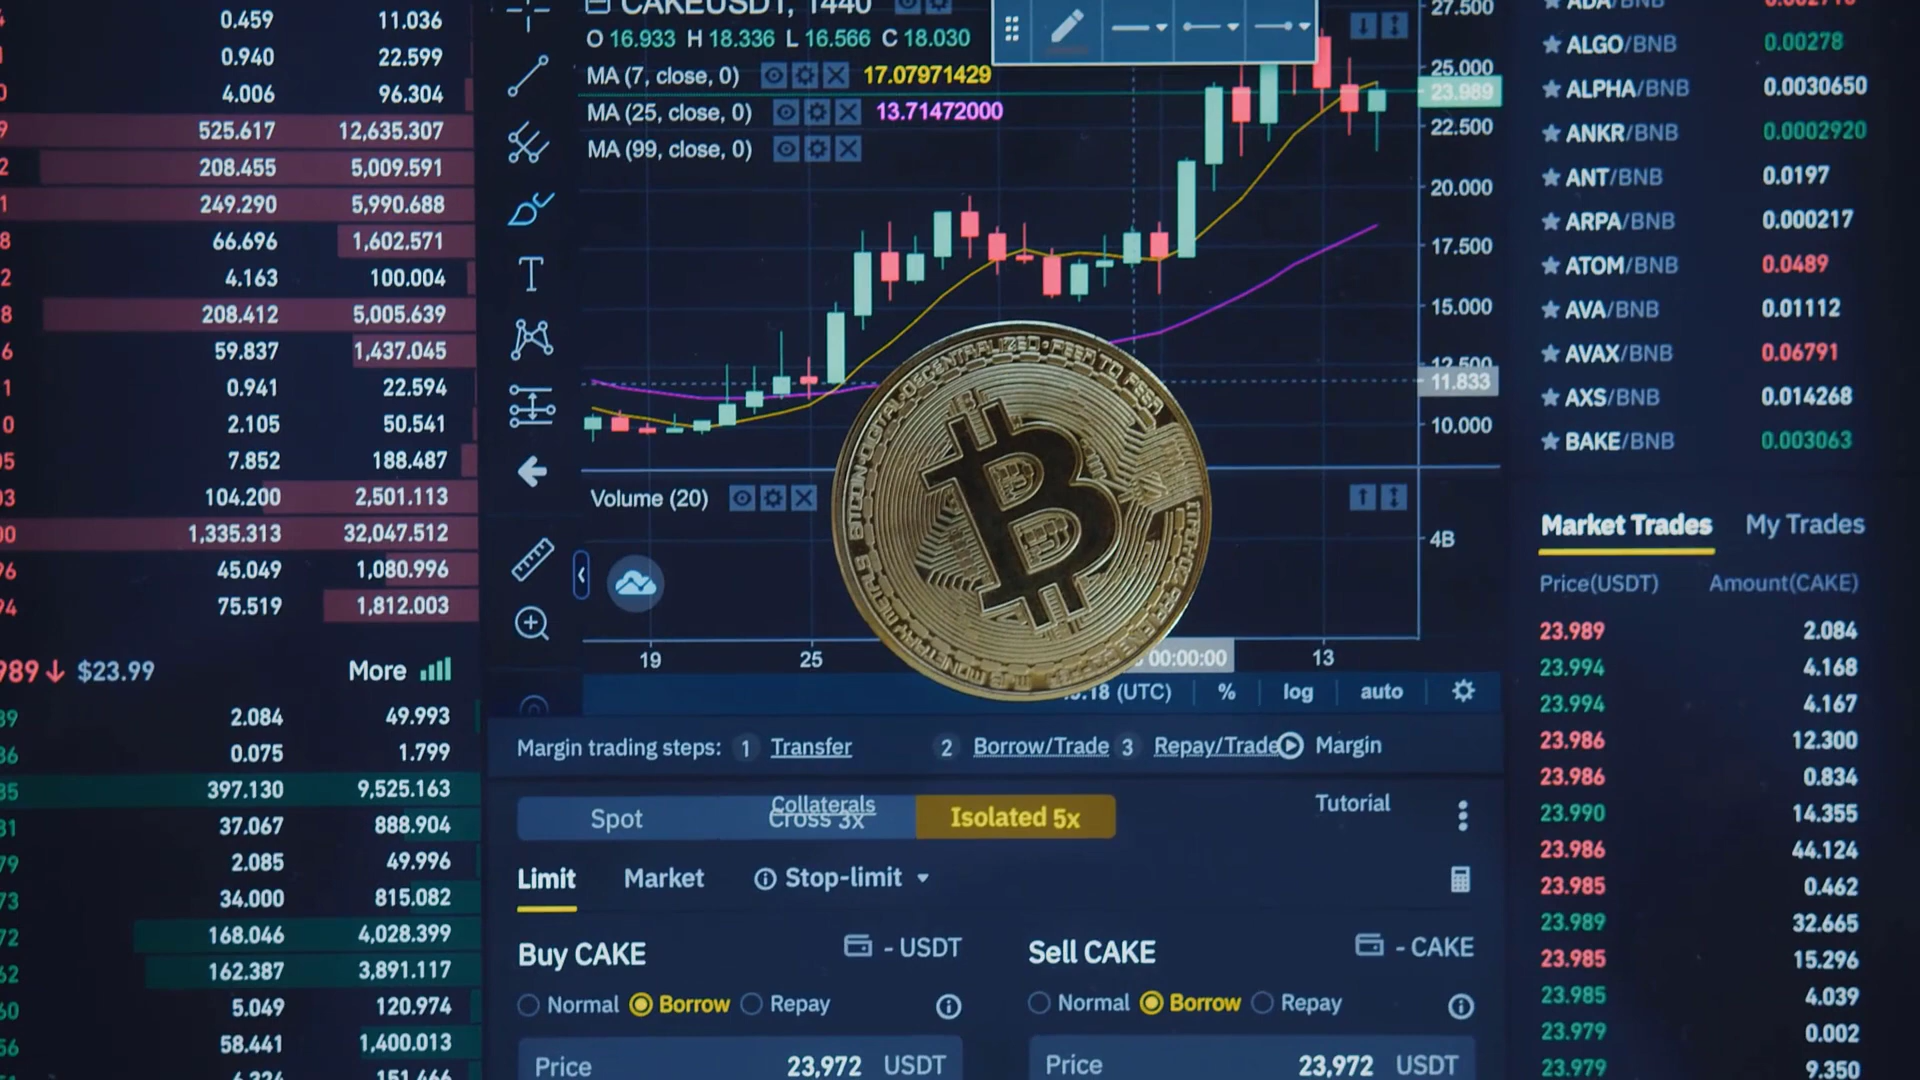 0.459 11.036
0.940 22.599
4.006 96.304
525.617 12,635.307
208.455 5,009.591
249.290 5,990.688
66.696 1,602.571
4.163 100.004
208.412 5,005.639
59.837 1,437.045
0.941 22.594
2.105 50.541
7.852 188.487
104.200 2,501.113
1,335.313 32,047.512
45.049 1,080.996
75.519 1,812.003
989↓ $23.99 More
2.084 49.993
0.075 1.799
397.130 9,525.163
37.067 888.904
2.085 49.996
34.000 815.082
168.046 4,028.399
162.387 3,891.117
5.049 120.974
58.441 1,400.013
CAKEUSDT, 1440
O 16.933 H 18.336 L 16.566 C 18.030
MA (7, close, 0) 17.07971429
MA (25, close, 0) 13.71472000
MA (99, close, 0)
27.500
25.000
23.989
22.500
20.000
17.500
15.000
12.500
11.833
10.000
Volume (20)
4B
BITCOIN·DIGITAL·DECENTRALIZED·PEER TO PEER
19 25 00:00:00 13
(UTC) % log auto
Margin trading steps: 1 Transfer 2 Borrow/Trade 3 Repay/Trade Margin
Collaterals Tutorial
Spot Cross 3x Isolated 5x
Limit Market Stop-limit
Buy CAKE - USDT Sell CAKE - CAKE
Normal Borrow Repay Normal Borrow Repay
Price 23,972 USDT Price 23,972 USDT
ALGO/BNB 0.00278
ALPHA/BNB 0.0030650
ANKR/BNB 0.0002920
ANT/BNB 0.0197
ARPA/BNB 0.000217
ATOM/BNB 0.0489
AVA/BNB 0.01112
AVAX/BNB 0.06791
AXS/BNB 0.014268
BAKE/BNB 0.003063
Market Trades My Trades
Price(USDT) Amount(CAKE)
23.989 2.084
23.994 4.168
23.994 4.167
23.986 12.300
23.986 0.834
23.990 14.355
23.986 44.124
23.985 0.462
23.989 32.665
23.985 15.296
23.985 4.039
23.979 0.002
23.979 9.350